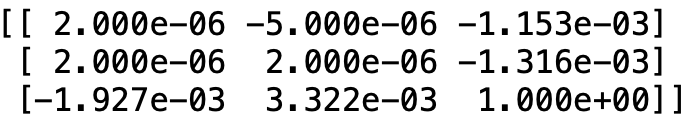 [[ 2.000e-06 -5.000e-06 -1.153e-03]
[ 2.000e-06 2.000e-06 -1.316e-03]
[-1.927e-03 3.322e-03 1.000e+00]]